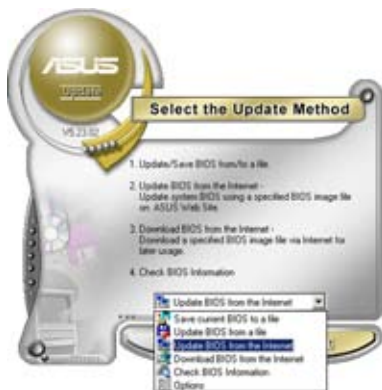 ASUS
Update
V5.23.02
Select the Update Method
1. Update/Save BIOS from/to a file.
2. Update BIOS from the Internet -
Update system BIOS using a specified BIOS image file
on ASUS Web Site.
3. Download BIOS from the Internet -
Download a specified BIOS image file via Internet for
later usage.
4. Check BIOS Information
Update BIOS from the Internet
Save current BIOS to a file
Update BIOS from a file
Update BIOS from the Internet
Download BIOS from the Internet
Check BIOS Information
Options